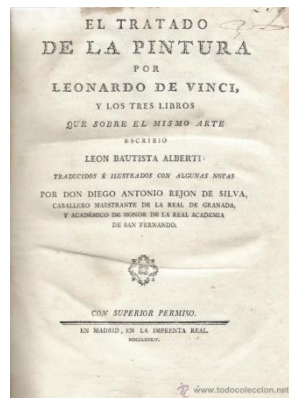 EL TRATADO
DE LA PINTURA
POR
LEONARDO DE VINCI,
Y LOS TRES LIBROS
QUE SOBRE EL MISMO ARTE
ESCRIBIO
LEON BAUTISTA ALBERTI
TRADUCIDOS É ILUSTRADOS CON ALGUNAS NOTAS
POR DON DIEGO ANTONIO REJON DE SILVA,
CABALLERO MAESTRANTE DE LA REAL DE GRANADA,
Y ACADÉMICO DE HONOR DE LA REAL ACADEMIA
DE SAN FERNANDO.
CON SUPERIOR PERMISO.
EN MADRID, EN LA IMPRENTA REAL.
MDCCLXXXIV.
www.todocoleccion.net